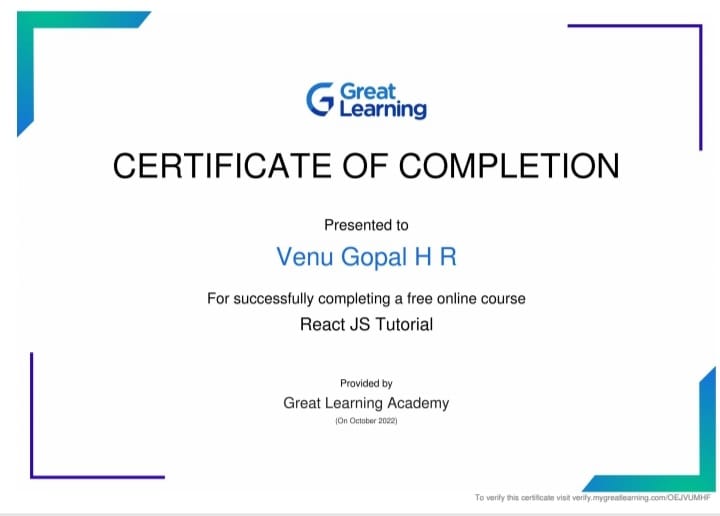 Great
Learning
CERTIFICATE OF COMPLETION
Presented to
Venu Gopal H R
For successfully completing a free online course
React JS Tutorial
Provided by
Great Learning Academy
(On October 2022)
To verify this certificate visit verify.mygreatlearning.com/OEJVUMHF